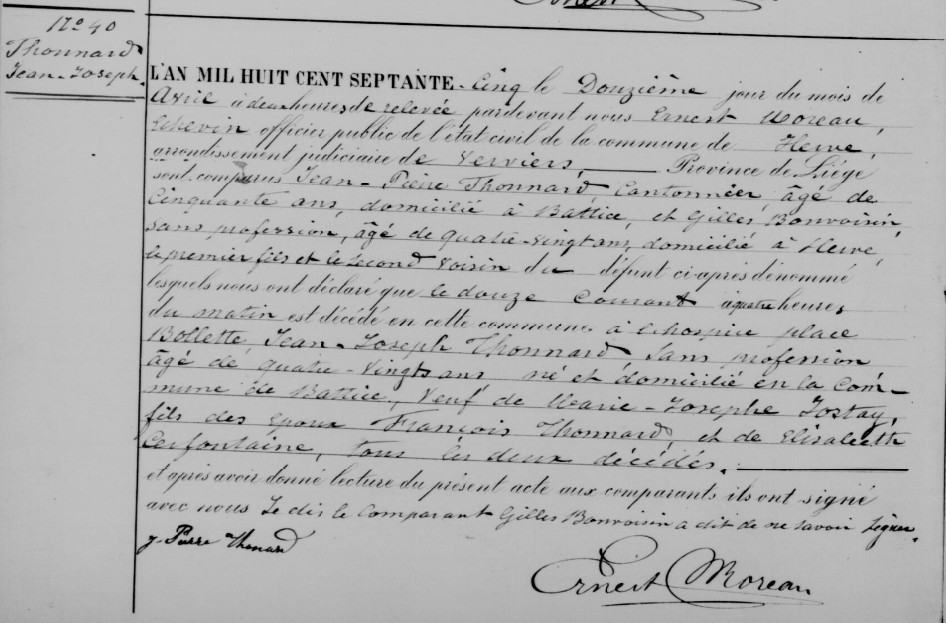 N° 40
Thonnard
Jean-Joseph.
L'AN MIL HUIT CENT SEPTANTE-Cinq le Douzième jour du mois de
Avril à deux heures de relevée pardevant nous Ernest Moreau,
Echevin officier public de l'état civil de la commune de Herve,
arrondissement judiciaire de Verviers, Province de Liége
sont comparus Jean-Pierre Thonnard, Cantonnier, âgé de
Cinquante ans, domicilié à Battice, et Gilles Bonvoisin,
sans profession, âgé de quatre-vingt ans, domicilié à Herve,
le premier fils et le second voisin du défunt ci-après dénommé
lesquels nous ont déclaré que le douze Courant à quatre heures
du matin est décédé en cette commune à l'hospice place
Bollette, Jean-Joseph Thonnard, Sans profession
âgé de quatre-vingts ans né et domicilié en la Com-
mune de Battice, Veuf de Marie-Josephe Jostay,
fils des époux François Thonnard, et de Elisabeth
Cerfontaine, tous les deux décédés.
et après avoir donné lecture du présent acte aux comparants ils ont signé
avec nous Je dis le Comparant Gilles Bonvoisin a dit de ne savoir signer.
J. Pierre Thonard
Ernest Moreau